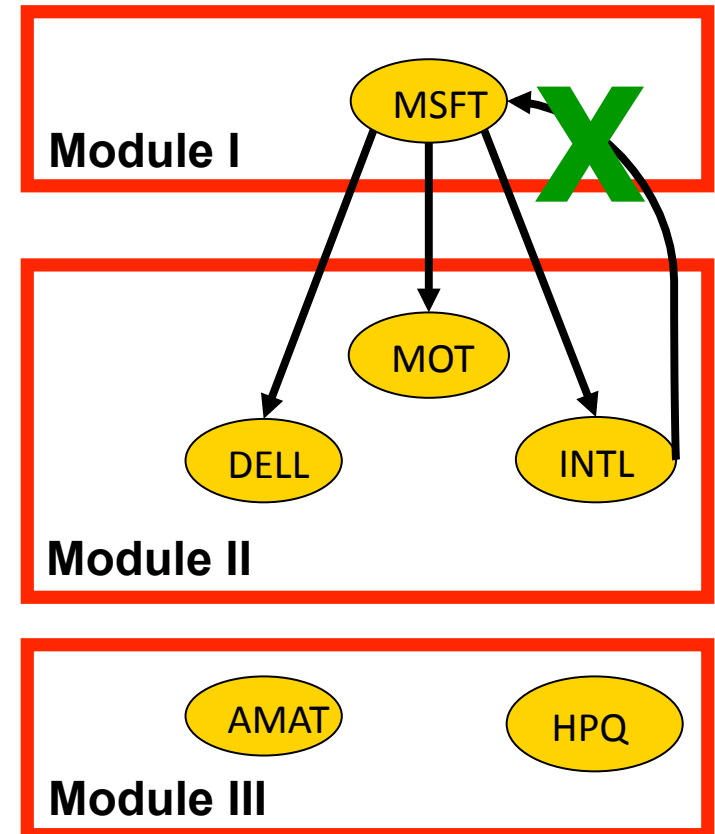 MSFT
X
Module I
MOT
DELL
INTL
Module II
AMAT
HPQ
Module III